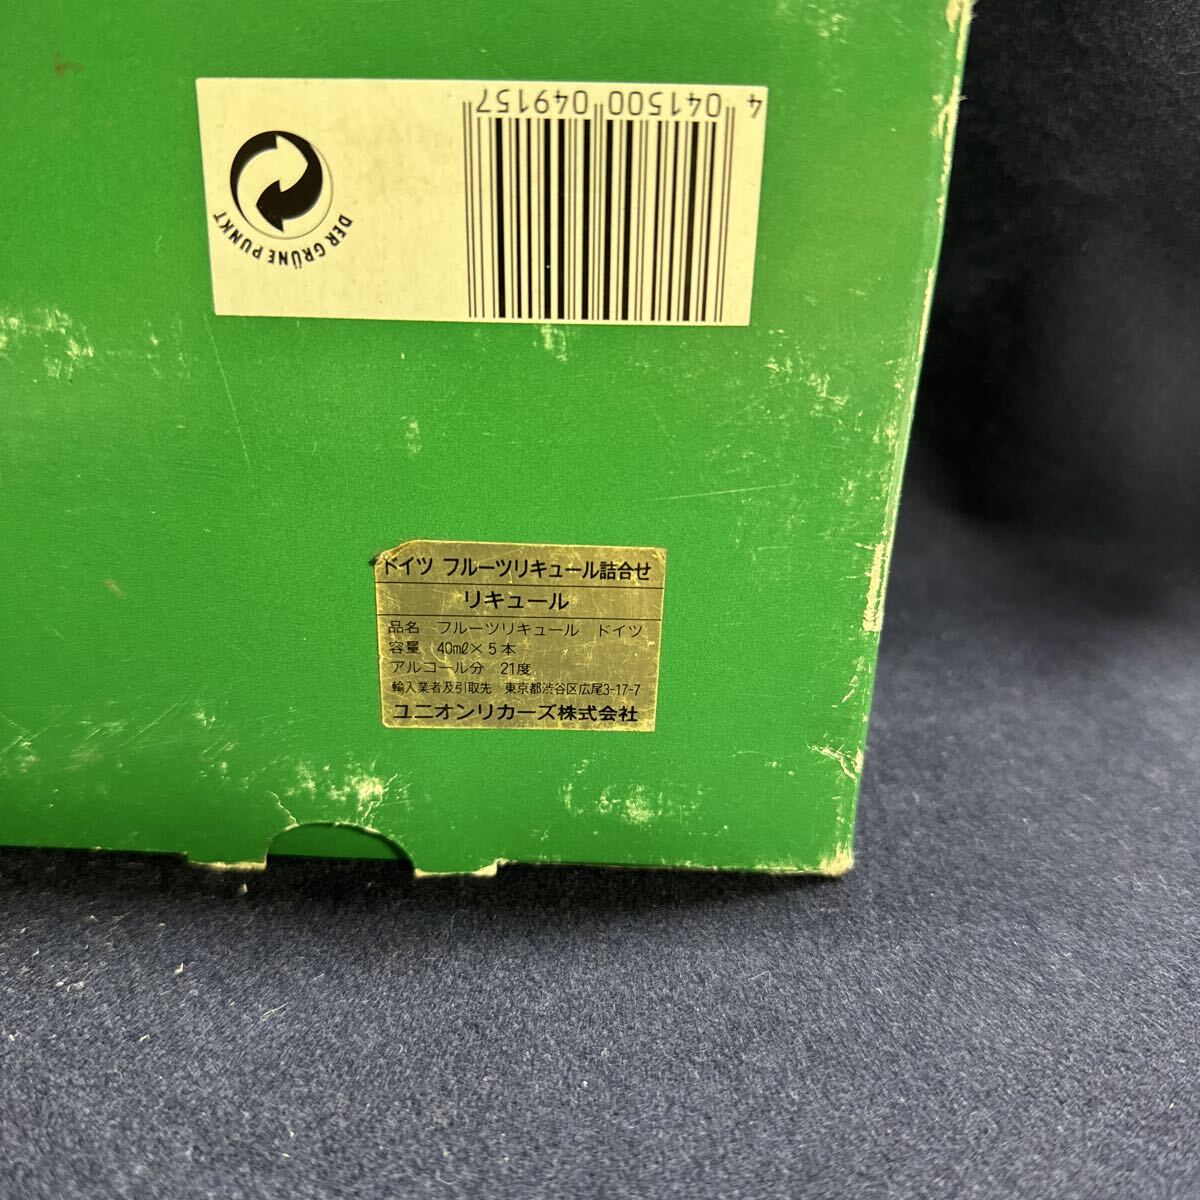 4 041500 049157
DER GRÜNE PUNKT
ドイツ フルーツリキュール詰合せ
リキュール
品名 フルーツリキュール ドイツ
容量 40mℓ×5本
アルコール分 21度
輸入業者及引取先 東京都渋谷区広尾3-17-7
ユニオンリカーズ株式会社